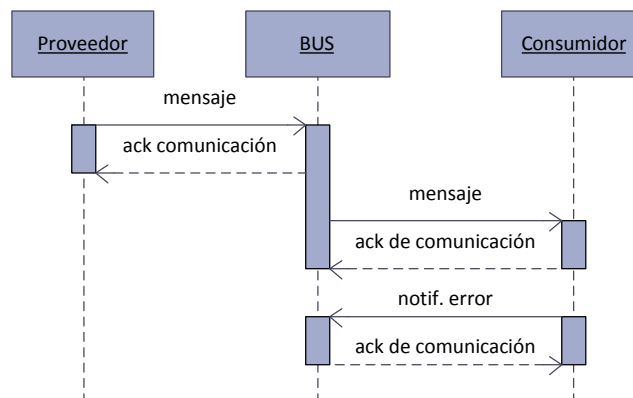 Proveedor
BUS
Consumidor
mensaje
ack comunicación
mensaje
ack de comunicación
notif. error
ack de comunicación